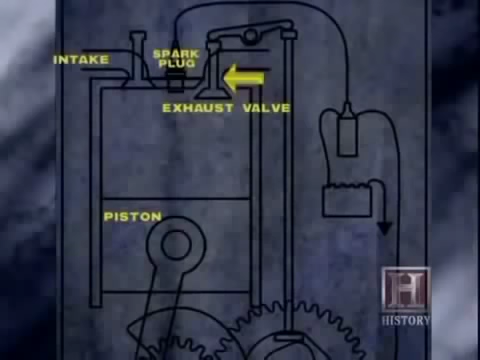 INTAKE
SPARK
PLUG
EXHAUST VALVE
PISTON
H
HISTORY